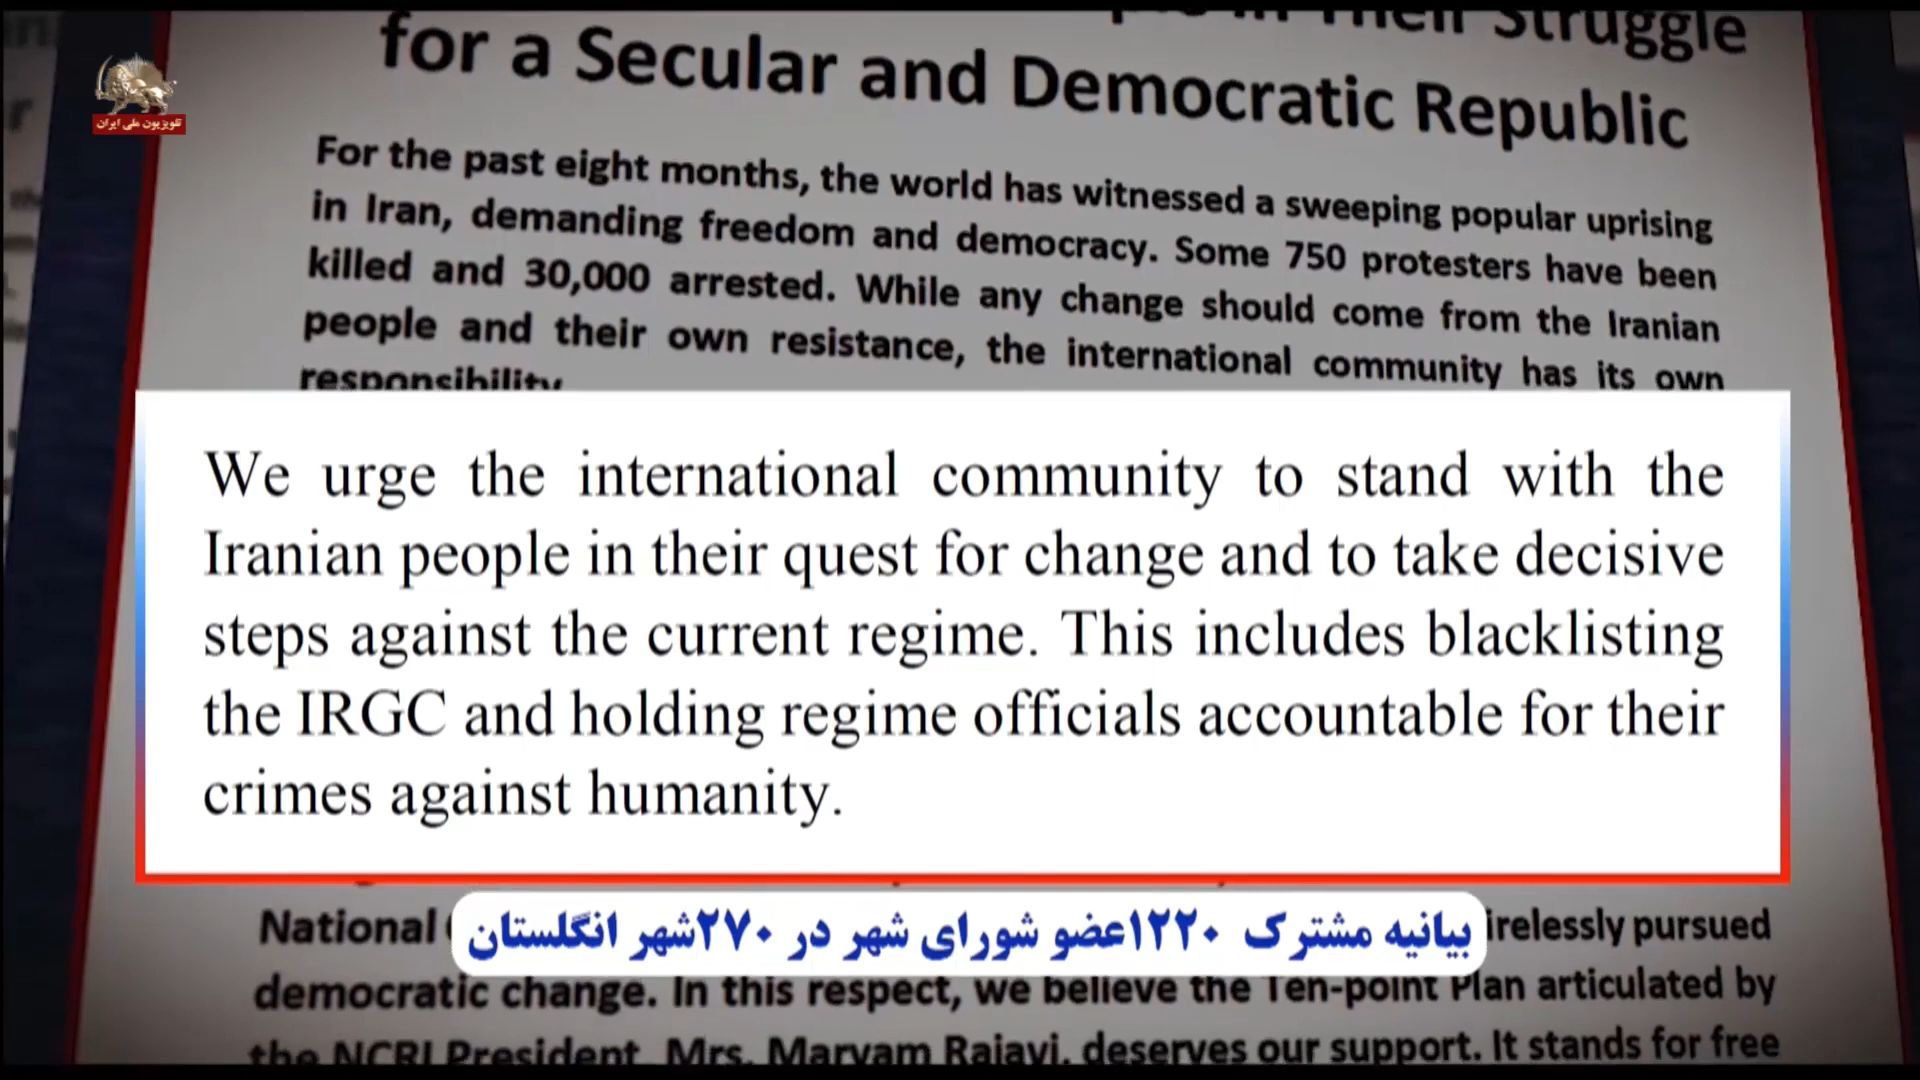 in Their Struggle
for a Secular and Democratic Republic
تلویزیون ملی ایران
For the past eight months, the world has witnessed a sweeping popular uprising
in Iran, demanding freedom and democracy. Some 750 protesters have been
killed and 30,000 arrested. While any change should come from the Iranian
people and their own resistance, the international community has its own
responsibility
We urge the international community to stand with the
Iranian people in their quest for change and to take decisive
steps against the current regime. This includes blacklisting
the IRGC and holding regime officials accountable for their
crimes against humanity.
National irelessly pursued
بیانیه مشترک ۱۲۲۰عضو شورای شهر در ۲۷۰شهر انگلستان
democratic change. In this respect, we believe the Ten-point Plan articulated by
the NCRI President, Mrs. Maryam Rajavi, deserves our support. It stands for free